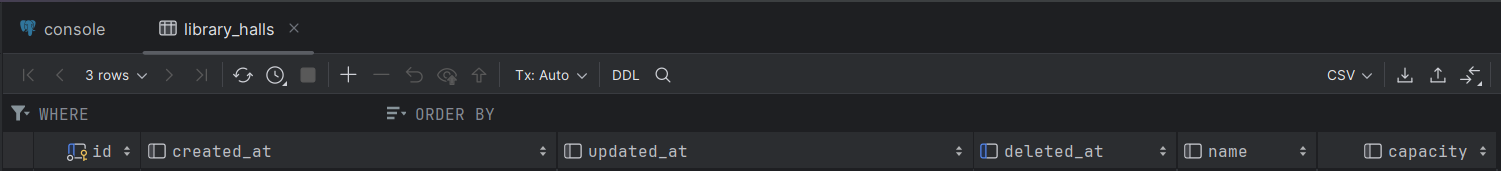 console library_halls
3 rows Tx: Auto DDL CSV
WHERE ORDER BY
id created_at updated_at deleted_at name capacity